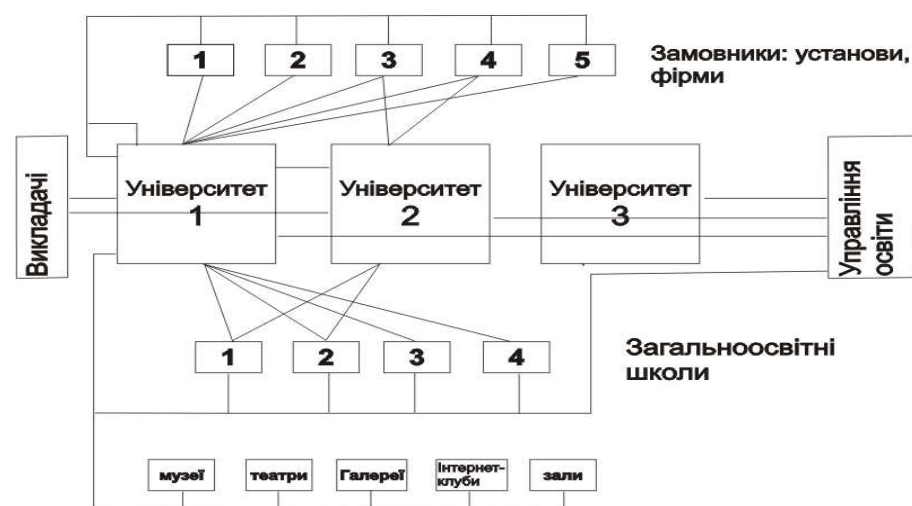 1 2 3 4 5
Замовники: установи,
фірми
Викладачі
Університет
1
Університет
2
Університет
3
Управління
освіти
1 2 3 4
Загальноосвітні
школи
музеї театри Галереї Інтернет-
клуби
зали